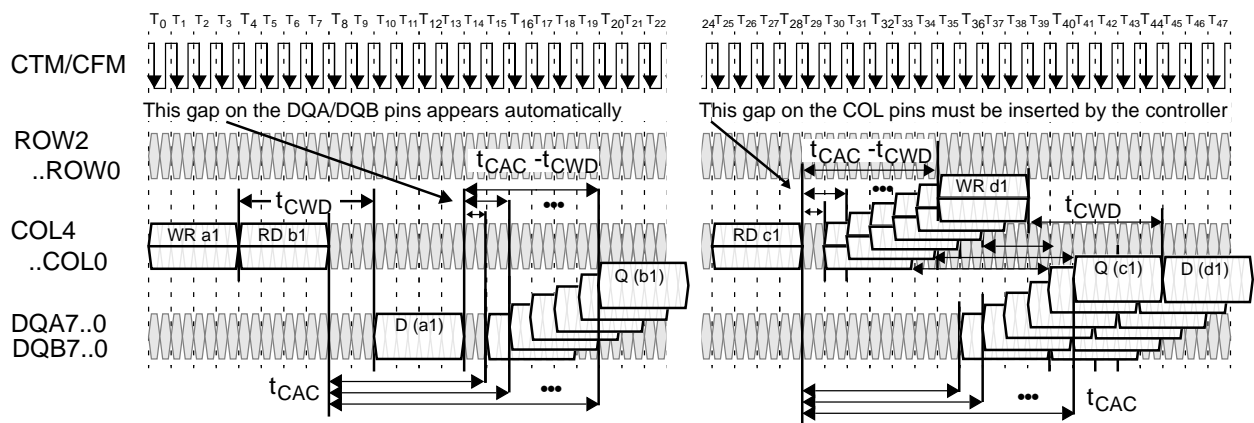 T0 T1 T2 T3 T4 T5 T6 T7 T8 T9 T10 T11 T12 T13 T14 T15 T16 T17 T18 T19 T20 T21 T22
24 T25 T26 T27 T28 T29 T30 T31 T32 T33 T34 T35 T36 T37 T38 T39 T40 T41 T42 T43 T44 T45 T46 T47
CTM/CFM
This gap on the DQA/DQB pins appears automatically
This gap on the COL pins must be inserted by the controller
ROW2
..ROW0
tCAC -tCWD
•••
tCAC -tCWD
•••
WR d1
tCWD
tCWD
COL4
..COL0
WR a1
RD b1
RD c1
Q (b1)
Q (c1)
D (d1)
DQA7..0
DQB7..0
D (a1)
tCAC
•••
•••
tCAC